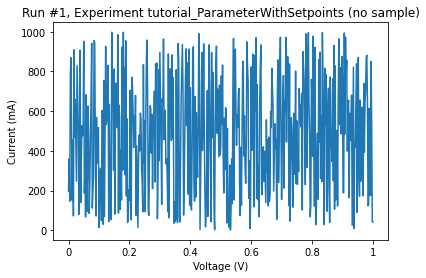 Run #1, Experiment tutorial_ParameterWithSetpoints (no sample)
1000
800
600
400
200
0
Current (mA)
0 0.2 0.4 0.6 0.8 1
Voltage (V)